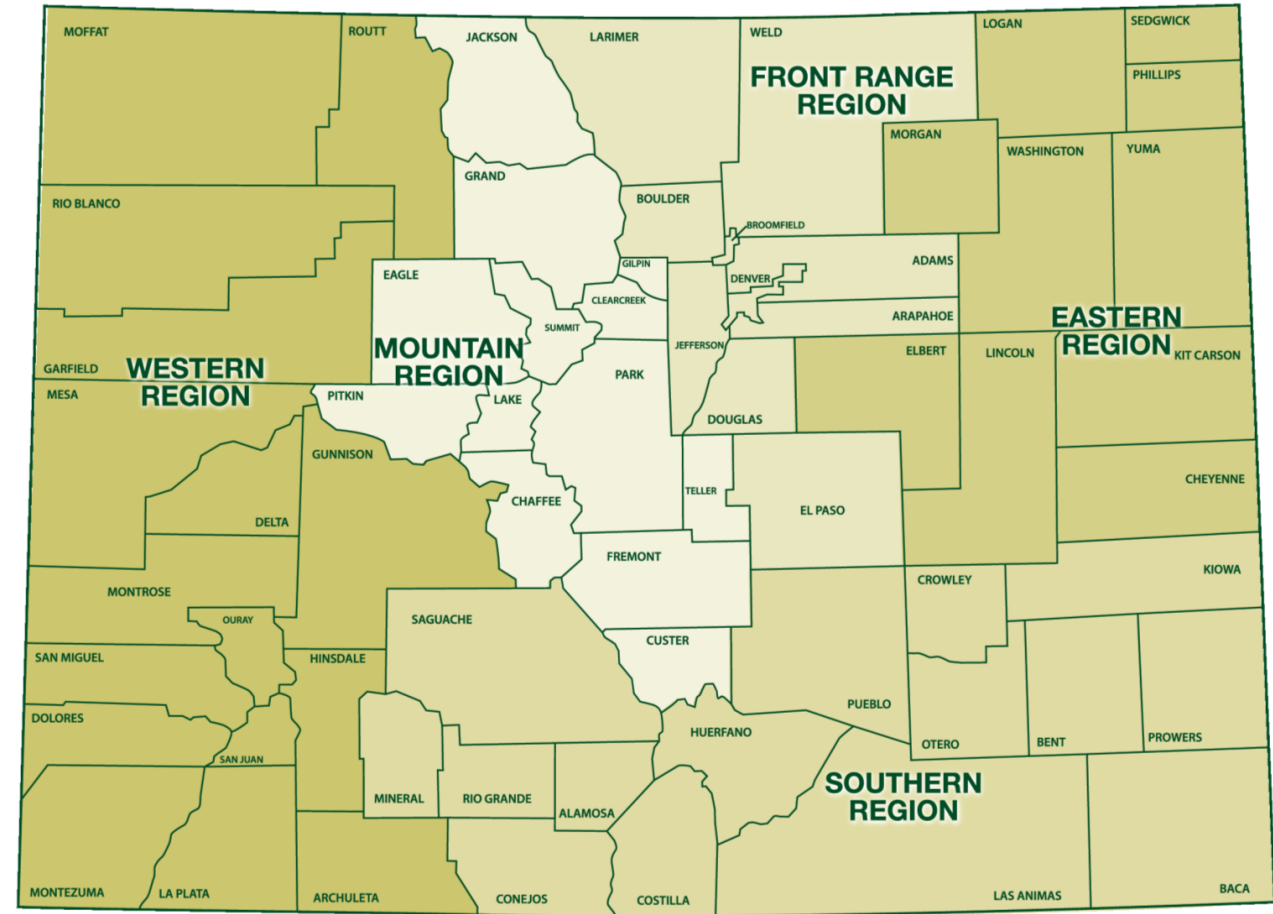 MOFFAT
ROUTT
JACKSON
LARIMER
WELD
LOGAN
SEDGWICK
PHILLIPS
FRONT RANGE
REGION
MORGAN
WASHINGTON
YUMA
RIO BLANCO
GRAND
BOULDER
BROOMFIELD
GILPIN
EAGLE
DENVER
ADAMS
CLEARCREEK
SUMMIT
ARAPAHOE
EASTERN
REGION
JEFFERSON
ELBERT
LINCOLN
KIT CARSON
GARFIELD
WESTERN
REGION
MOUNTAIN
REGION
PARK
MESA
PITKIN
LAKE
DOUGLAS
GUNNISON
CHAFFEE
TELLER
EL PASO
CHEYENNE
DELTA
FREMONT
KIOWA
MONTROSE
CROWLEY
OURAY
SAGUACHE
CUSTER
SAN MIGUEL
HINSDALE
DOLORES
PUEBLO
HUERFANO
OTERO
BENT
PROWERS
SAN JUAN
MINERAL
RIO GRANDE
ALAMOSA
SOUTHERN
REGION
MONTEZUMA
LA PLATA
ARCHULETA
CONEJOS
COSTILLA
LAS ANIMAS
BACA